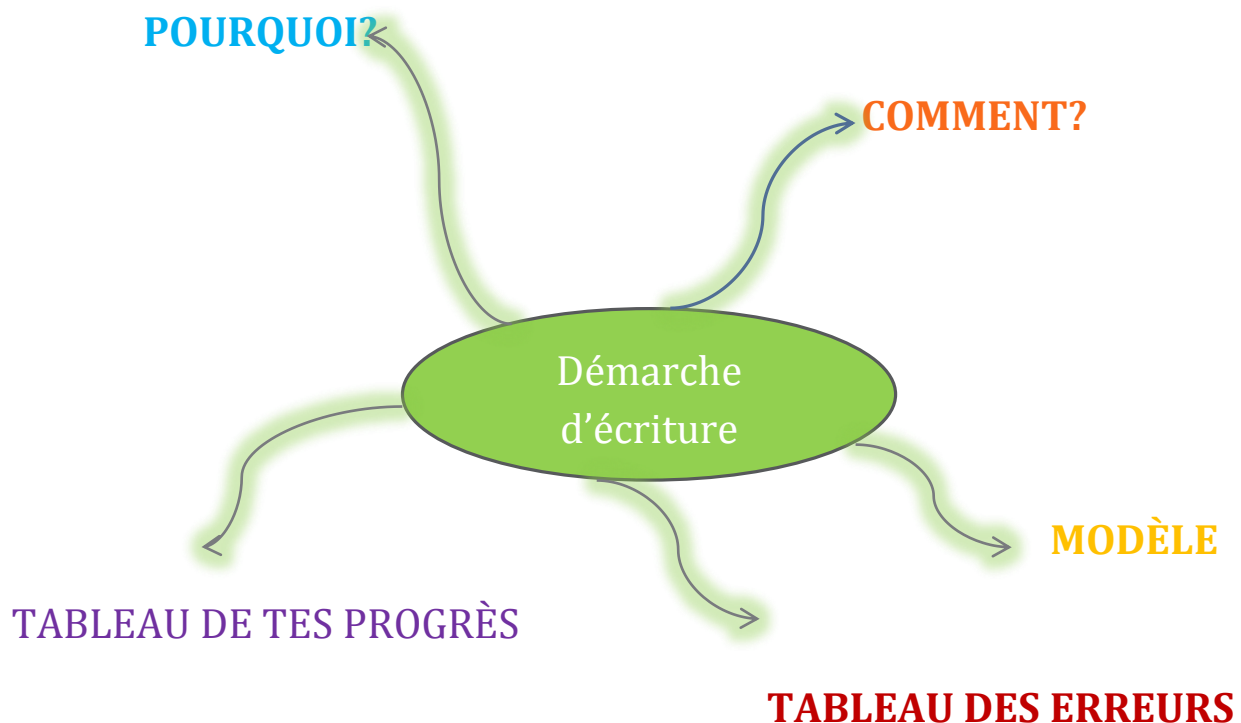 POURQUOI?
COMMENT?
Démarche
d’écriture
MODÈLE
TABLEAU DE TES PROGRÈS
TABLEAU DES ERREURS